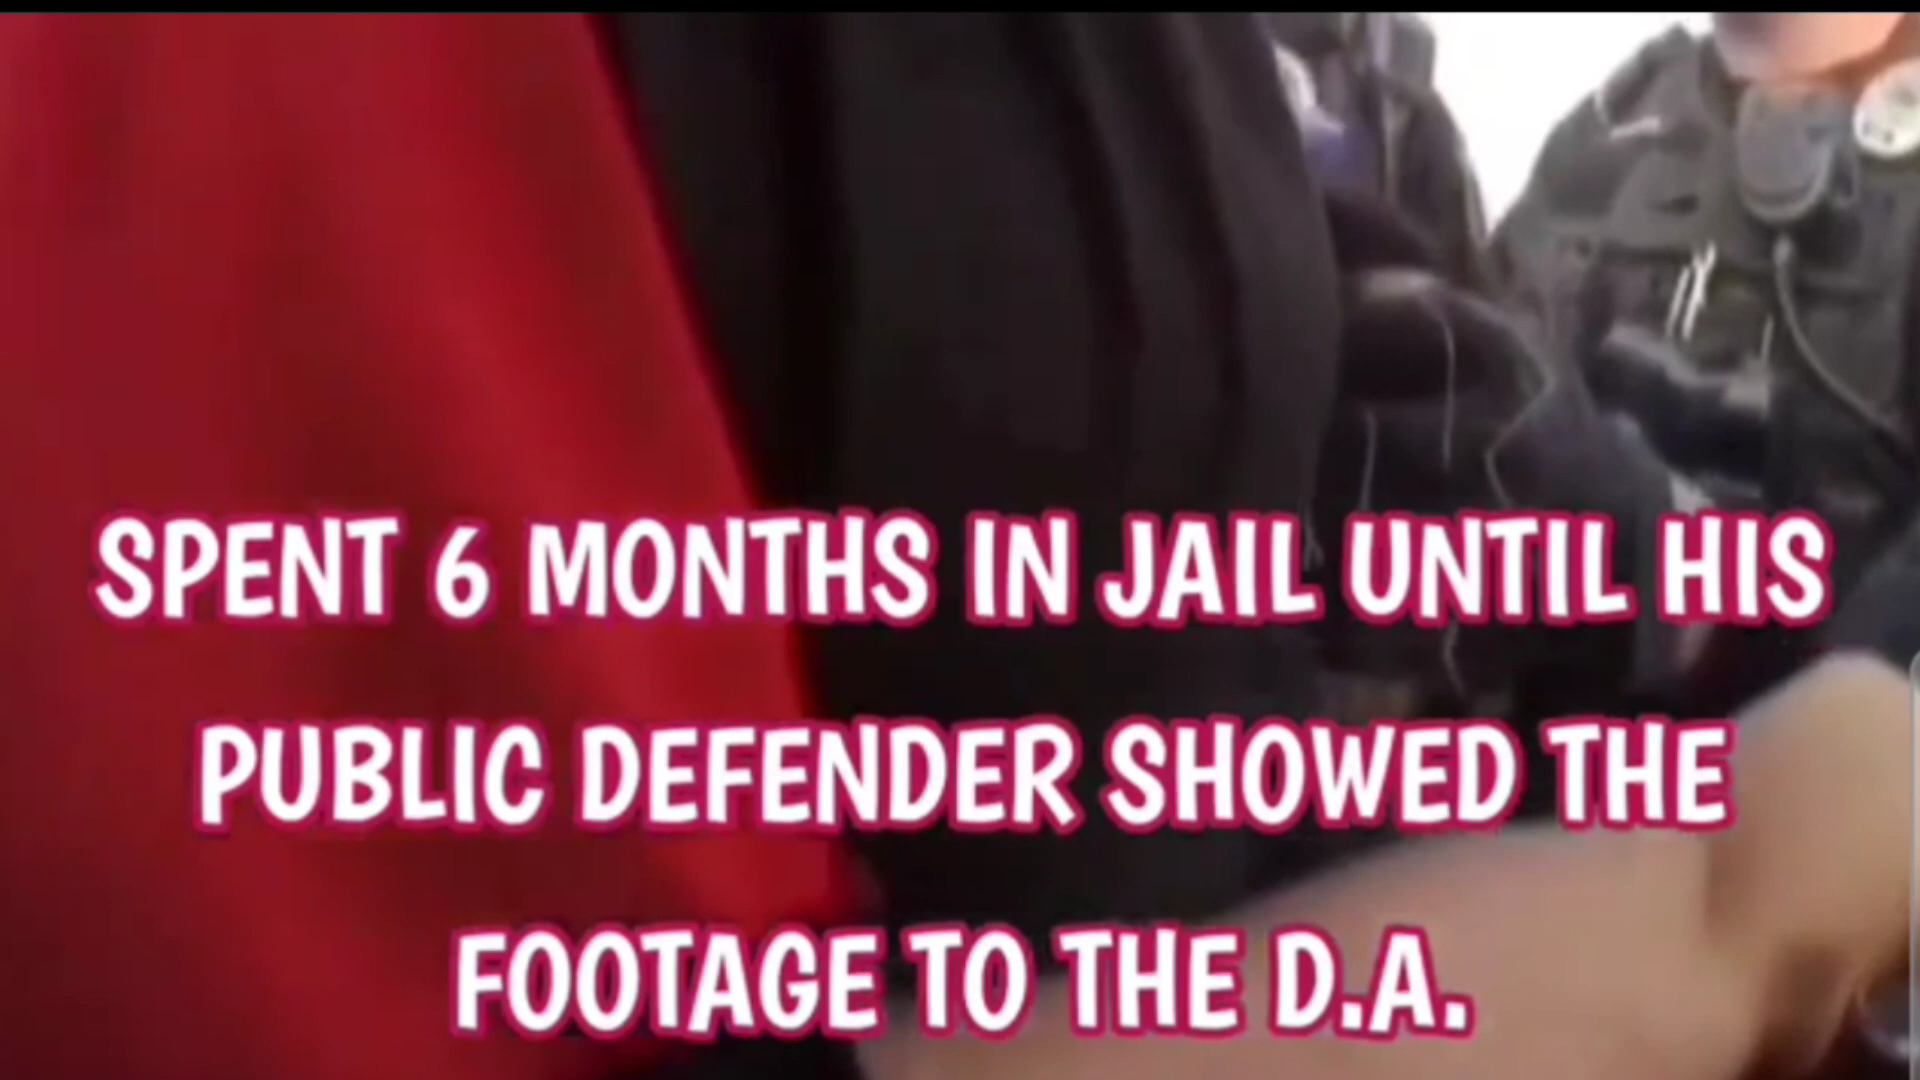 SPENT 6 MONTHS IN JAIL UNTIL HIS
PUBLIC DEFENDER SHOWED THE
FOOTAGE TO THE D.A.